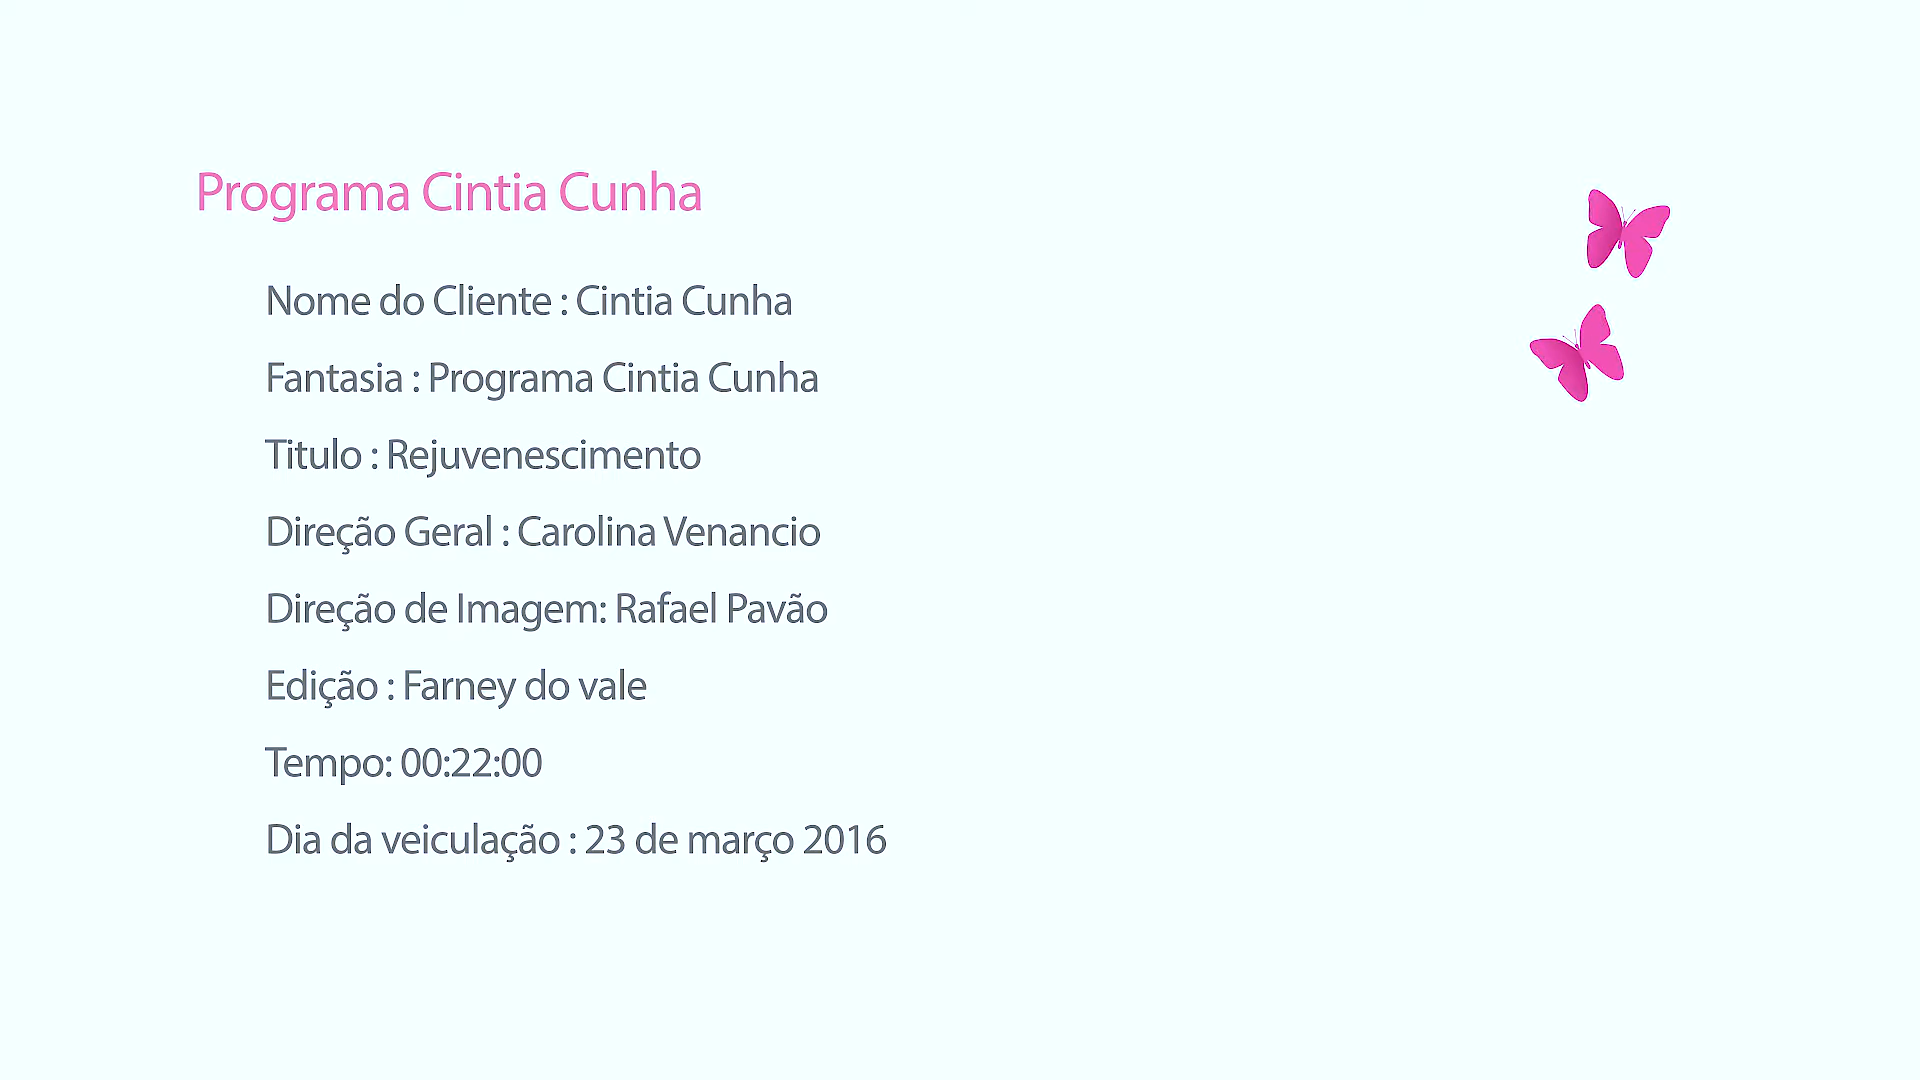 Programa Cintia Cunha
Nome do Cliente : Cintia Cunha
Fantasia : Programa Cintia Cunha
Titulo : Rejuvenescimento
Direção Geral : Carolina Venancio
Direção de Imagem: Rafael Pavão
Edição : Farney do vale
Tempo: 00:22:00
Dia da veiculação : 23 de março 2016